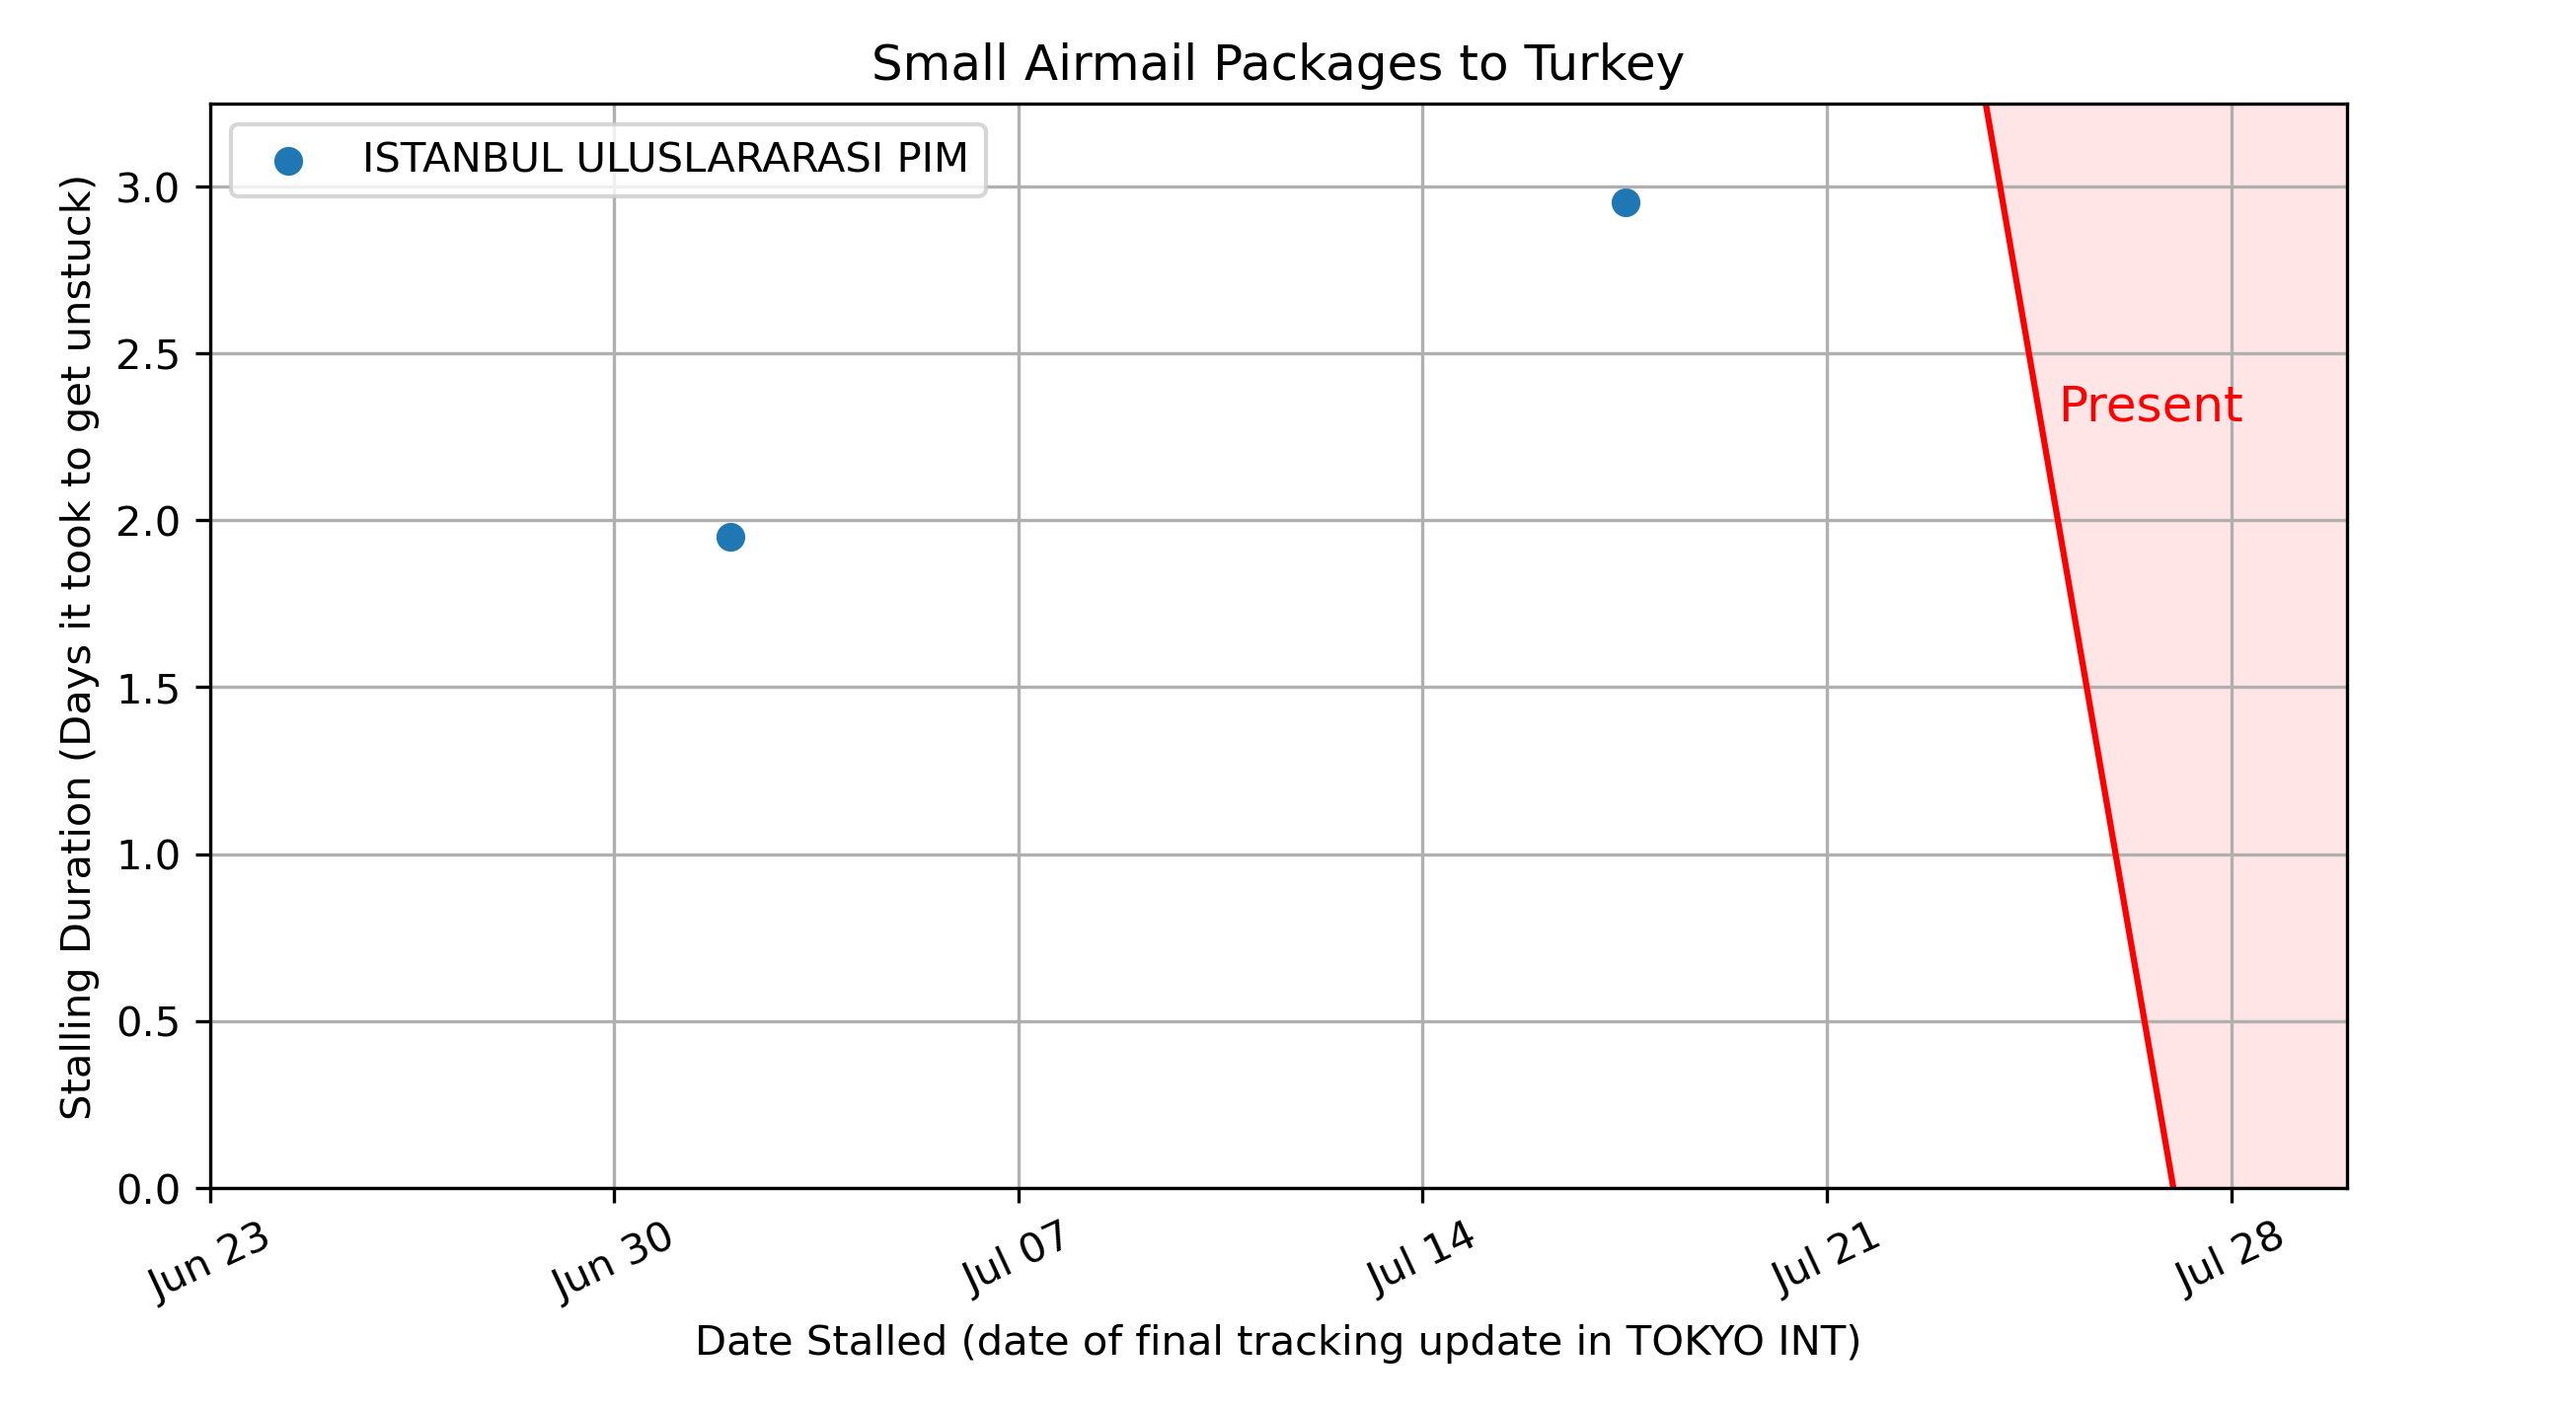 Small Airmail Packages to Turkey
ISTANBUL ULUSLARARASI PIM
Stalling Duration (Days it took to get unstuck)
3.0
2.5
2.0
1.5
1.0
0.5
0.0
Present
Jun 23
Jun 30
Jul 07
Jul 14
Jul 21
Jul 28
Date Stalled (date of final tracking update in TOKYO INT)